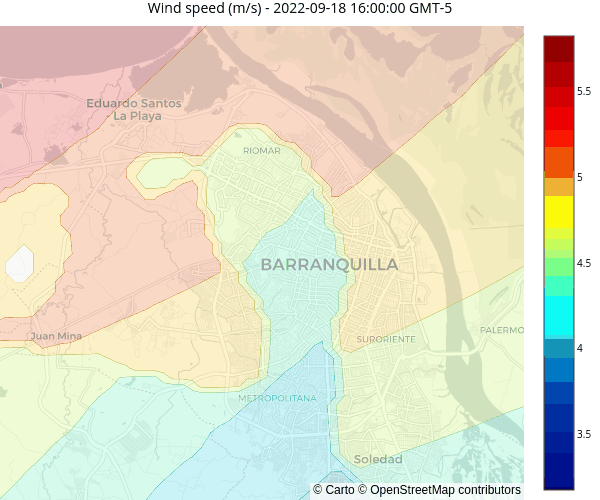 Wind speed (m/s) - 2022-09-18 16:00:00 GMT-5
Eduardo Santos
La Playa
RIOMAR
BARRANQUILLA
Juan Mina
SURORIENTE
PALERMO
METROPOLITANA
Soledad
© Carto © OpenStreetMap contributors
5.5
5
4.5
4
3.5